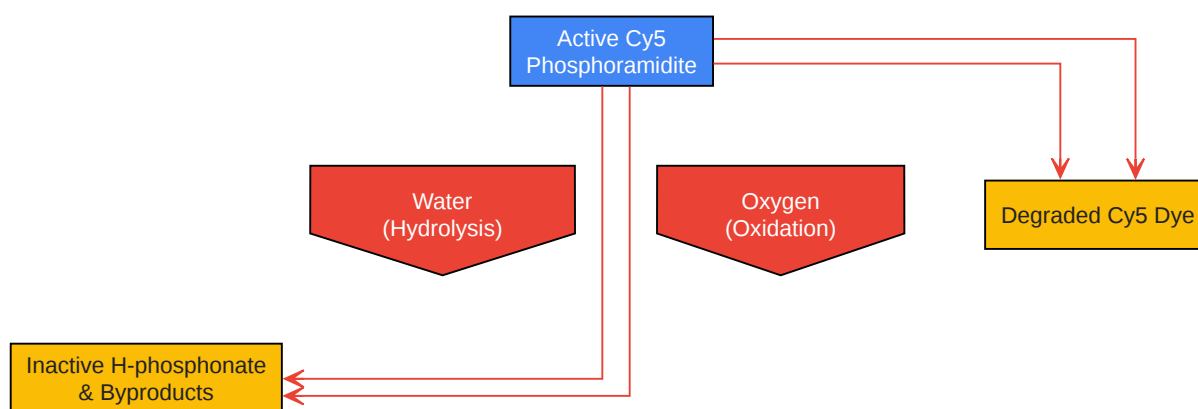 Active Cy5
Phosphoramidite
Water
(Hydrolysis)
Oxygen
(Oxidation)
Degraded Cy5 Dye
Inactive H-phosphonate
& Byproducts